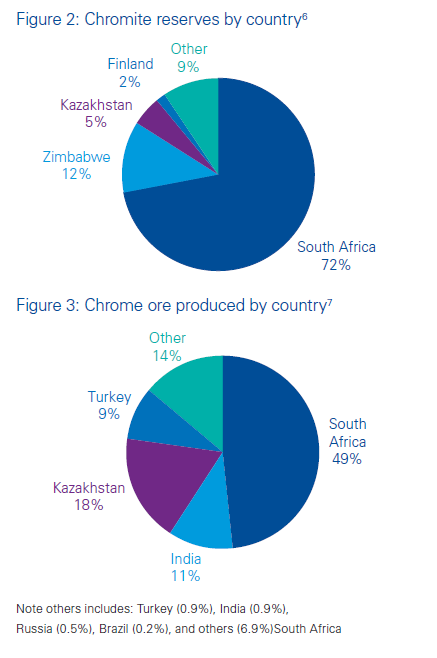 Figure 2: Chromite reserves by country⁶
Other
9%
Finland
2%
Kazakhstan
5%
Zimbabwe
12%
South Africa
72%
Figure 3: Chrome ore produced by country⁷
Other
14%
Turkey
9%
South
Africa
49%
Kazakhstan
18%
India
11%
Note others includes: Turkey (0.9%), India (0.9%),
Russia (0.5%), Brazil (0.2%), and others (6.9%)South Africa